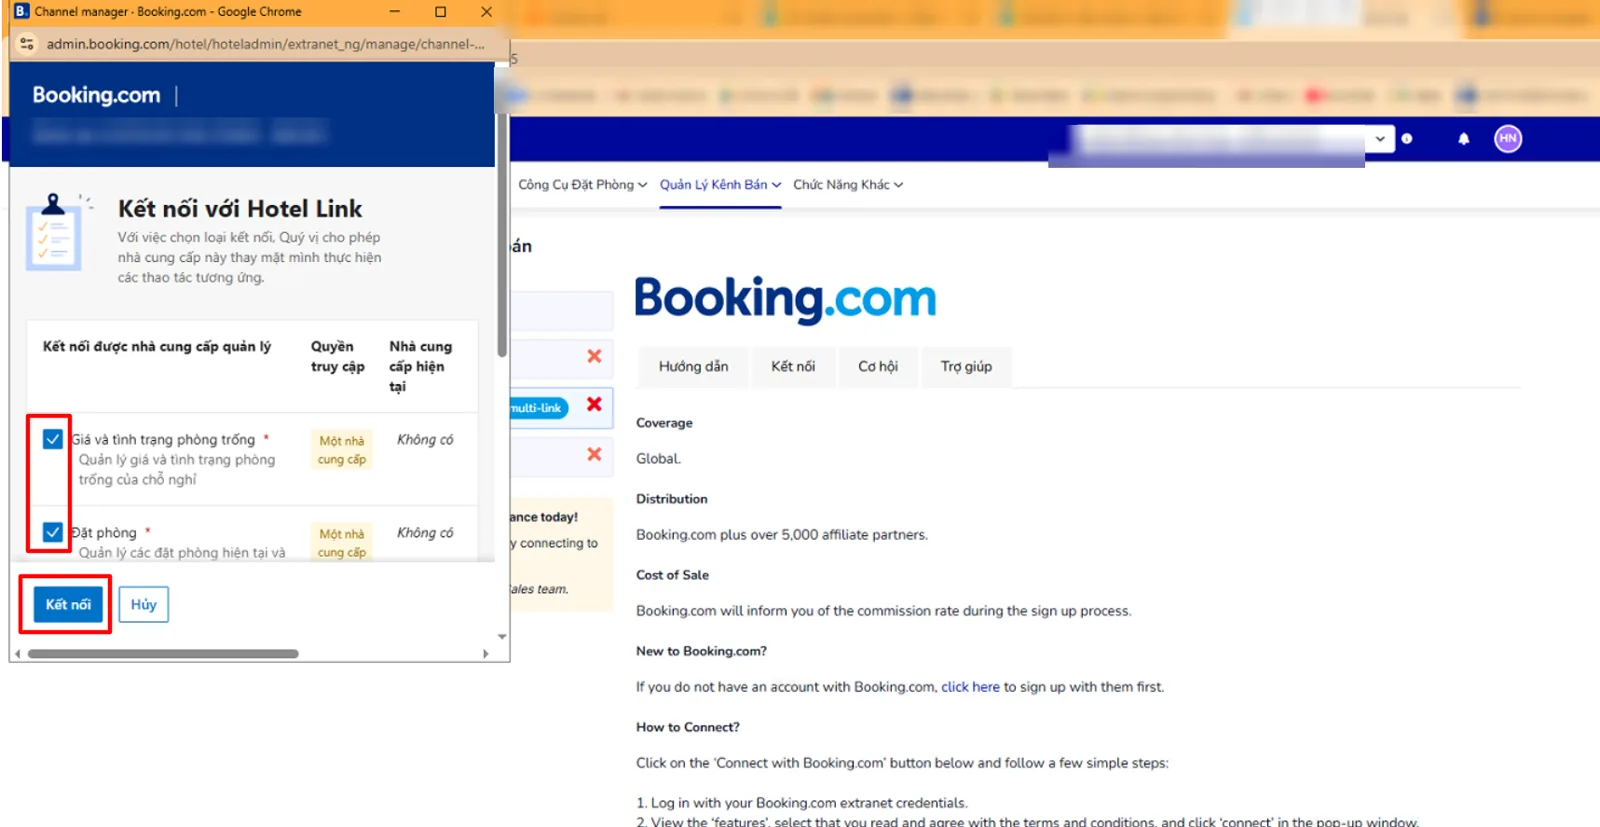 B. Channel manager · Booking.com - Google Chrome
admin.booking.com/hotel/hoteladmin/extranet_ng/manage/channel-...
Booking.com
Kết nối với Hotel Link
Với việc chọn loại kết nối, Quý vị cho phép
nhà cung cấp này thay mặt mình thực hiện
các thao tác tương ứng.
Kết nối được nhà cung cấp quản lý
Quyền
truy cập
Nhà cung
cấp hiện
tại
Giá và tình trạng phòng trống *
Quản lý giá và tình trạng phòng
trống của chỗ nghỉ
Một nhà
cung cấp
Không có
Đặt phòng *
Quản lý các đặt phòng hiện tại và
Một nhà
cung cấp
Không có
Kết nối
Hủy
5
HN
Công Cụ Đặt Phòng
Quản Lý Kênh Bán
Chức Năng Khác
bán
multi-link
ance today!
y connecting to
ales team.
Booking.com
Hướng dẫn
Kết nối
Cơ hội
Trợ giúp
Coverage
Global.
Distribution
Booking.com plus over 5,000 affiliate partners.
Cost of Sale
Booking.com will inform you of the commission rate during the sign up process.
New to Booking.com?
If you do not have an account with Booking.com, click here to sign up with them first.
How to Connect?
Click on the 'Connect with Booking.com' button below and follow a few simple steps:
1. Log in with your Booking.com extranet credentials.
2. View the 'features', select that you read and agree with the terms and conditions, and click 'connect' in the pop-up window.